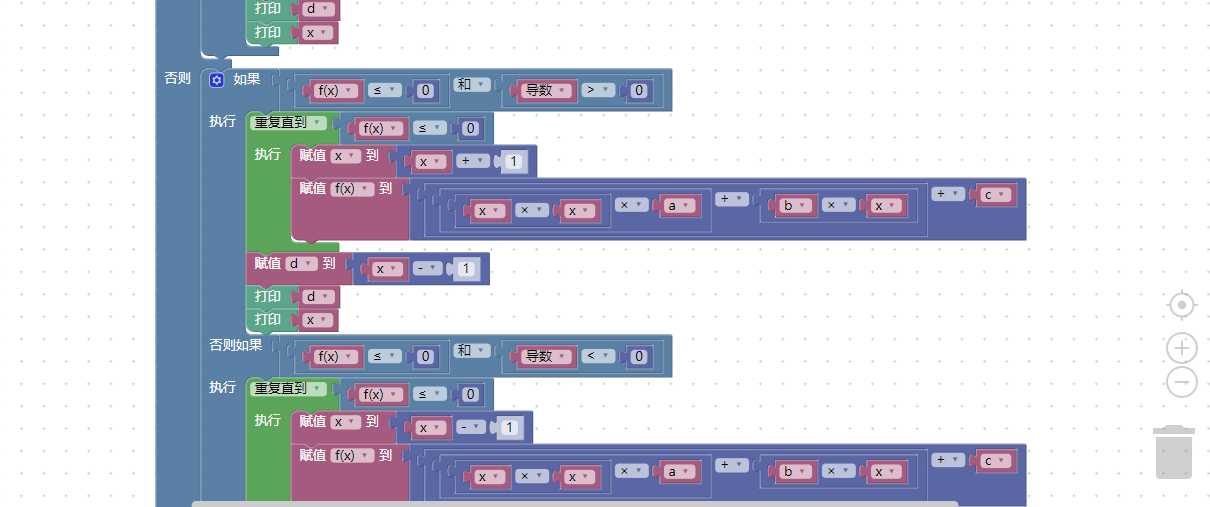 打印 d
打印 x
否则 如果 f(x) ≤ 0 和 导数 > 0
执行 重复直到 f(x) ≤ 0
执行 赋值 x 到 x + 1
赋值 f(x) 到 x × x × a + b × x + c
赋值 d 到 x - 1
打印 d
打印 x
否则如果 f(x) ≤ 0 和 导数 < 0
执行 重复直到 f(x) ≤ 0
执行 赋值 x 到 x - 1
赋值 f(x) 到 x × x × a + b × x + c